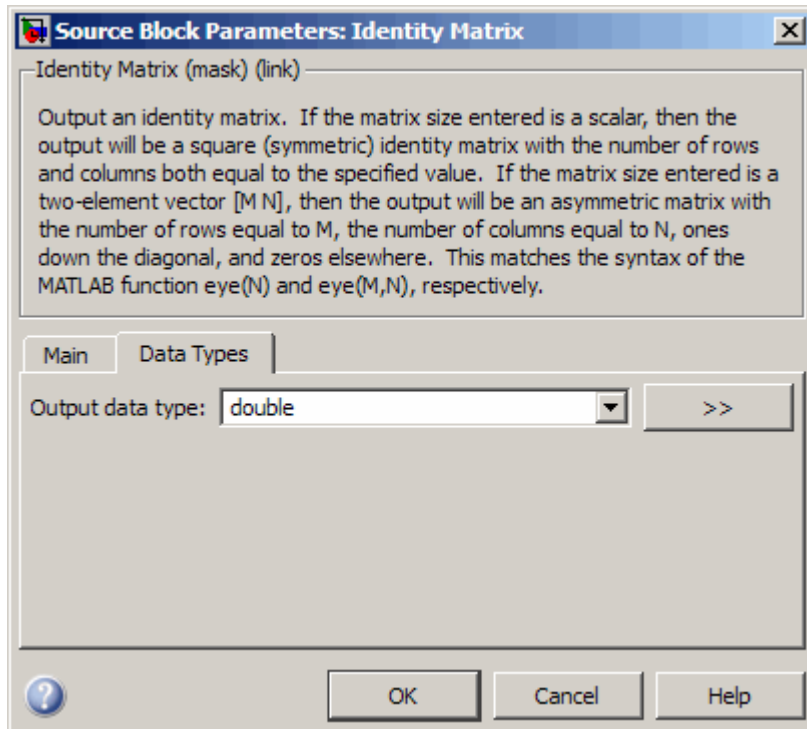 Source Block Parameters: Identity Matrix
Identity Matrix (mask) (link)
Output an identity matrix. If the matrix size entered is a scalar, then the
output will be a square (symmetric) identity matrix with the number of rows
and columns both equal to the specified value. If the matrix size entered is a
two-element vector [M N], then the output will be an asymmetric matrix with
the number of rows equal to M, the number of columns equal to N, ones
down the diagonal, and zeros elsewhere. This matches the syntax of the
MATLAB function eye(N) and eye(M,N), respectively.
Main Data Types
Output data type: double >>
? OK Cancel Help